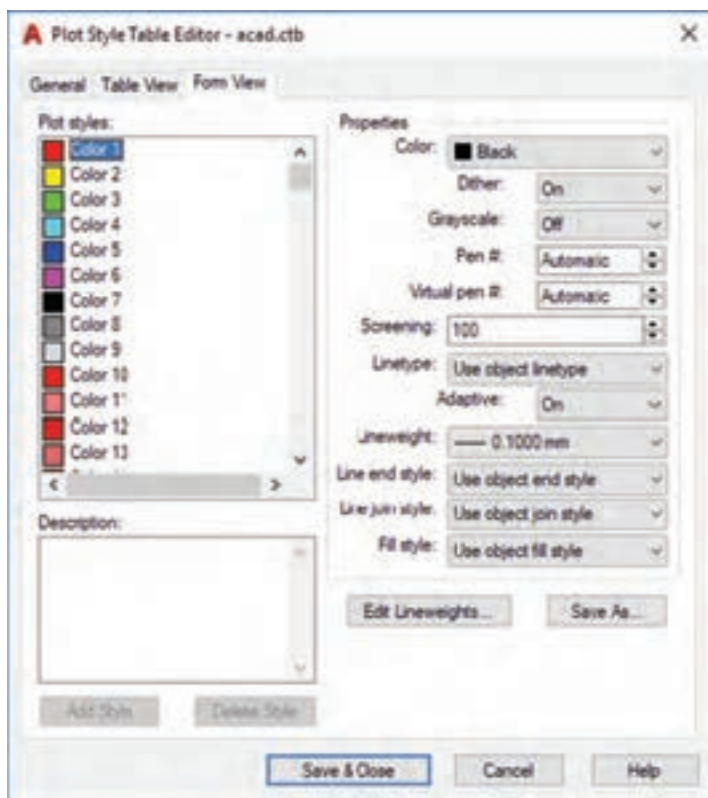 Plot Style Table Editor - acad.ctb
General Table View Form View
Plot styles:
Color 1
Color 2
Color 3
Color 4
Color 5
Color 6
Color 7
Color 8
Color 9
Color 10
Color 11
Color 12
Color 13
Description:
Add Style Delete Style
Properties
Color: Black
Dither: On
Grayscale: Off
Pen #: Automatic
Virtual pen #: Automatic
Screening: 100
Linetype: Use object linetype
Adaptive: On
Lineweight: 0.1000 mm
Line end style: Use object end style
Line join style: Use object join style
Fill style: Use object fill style
Edit Lineweights... Save As...
Save & Close Cancel Help